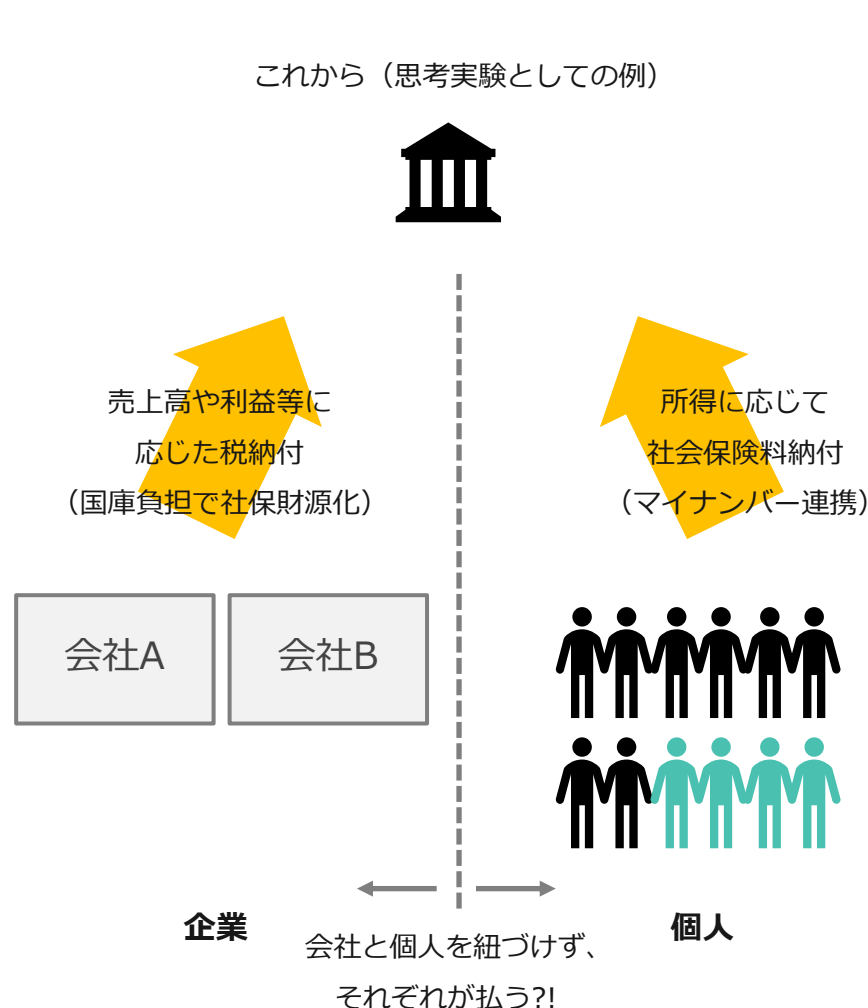 これから（思考実験としての例）
売上高や利益等に
応じた税納付
（国庫負担で社保財源化）
所得に応じて
社会保険料納付
（マイナンバー連携）
会社A
会社B
企業
個人
会社と個人を紐づけず、
それぞれが払う?!